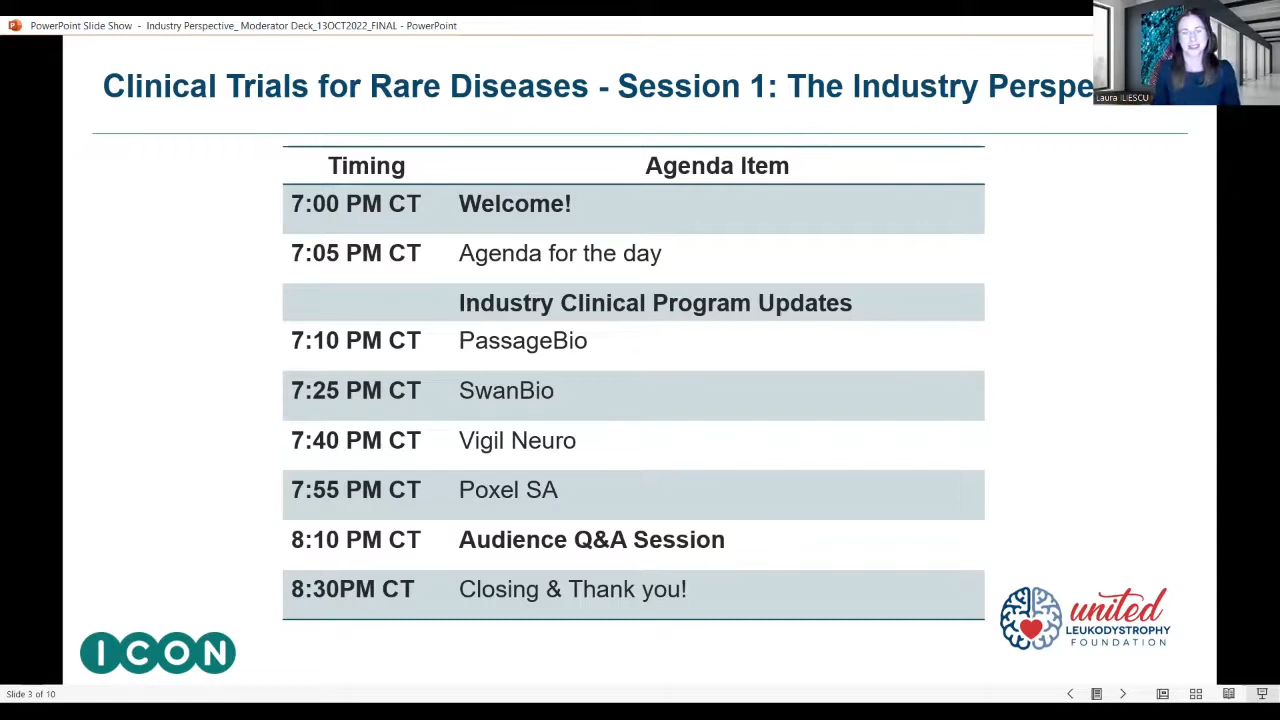 PowerPoint Slide Show - Industry Perspective_ Moderator Deck_13OCT2022_FINAL - PowerPoint
Clinical Trials for Rare Diseases - Session 1: The Industry Perspe
Laura ILIESCU
Timing Agenda Item
7:00 PM CT Welcome!
7:05 PM CT Agenda for the day
Industry Clinical Program Updates
7:10 PM CT PassageBio
7:25 PM CT SwanBio
7:40 PM CT Vigil Neuro
7:55 PM CT Poxel SA
8:10 PM CT Audience Q&A Session
8:30PM CT Closing & Thank you!
ICON
united
LEUKODYSTROPHY
FOUNDATION
Slide 3 of 10